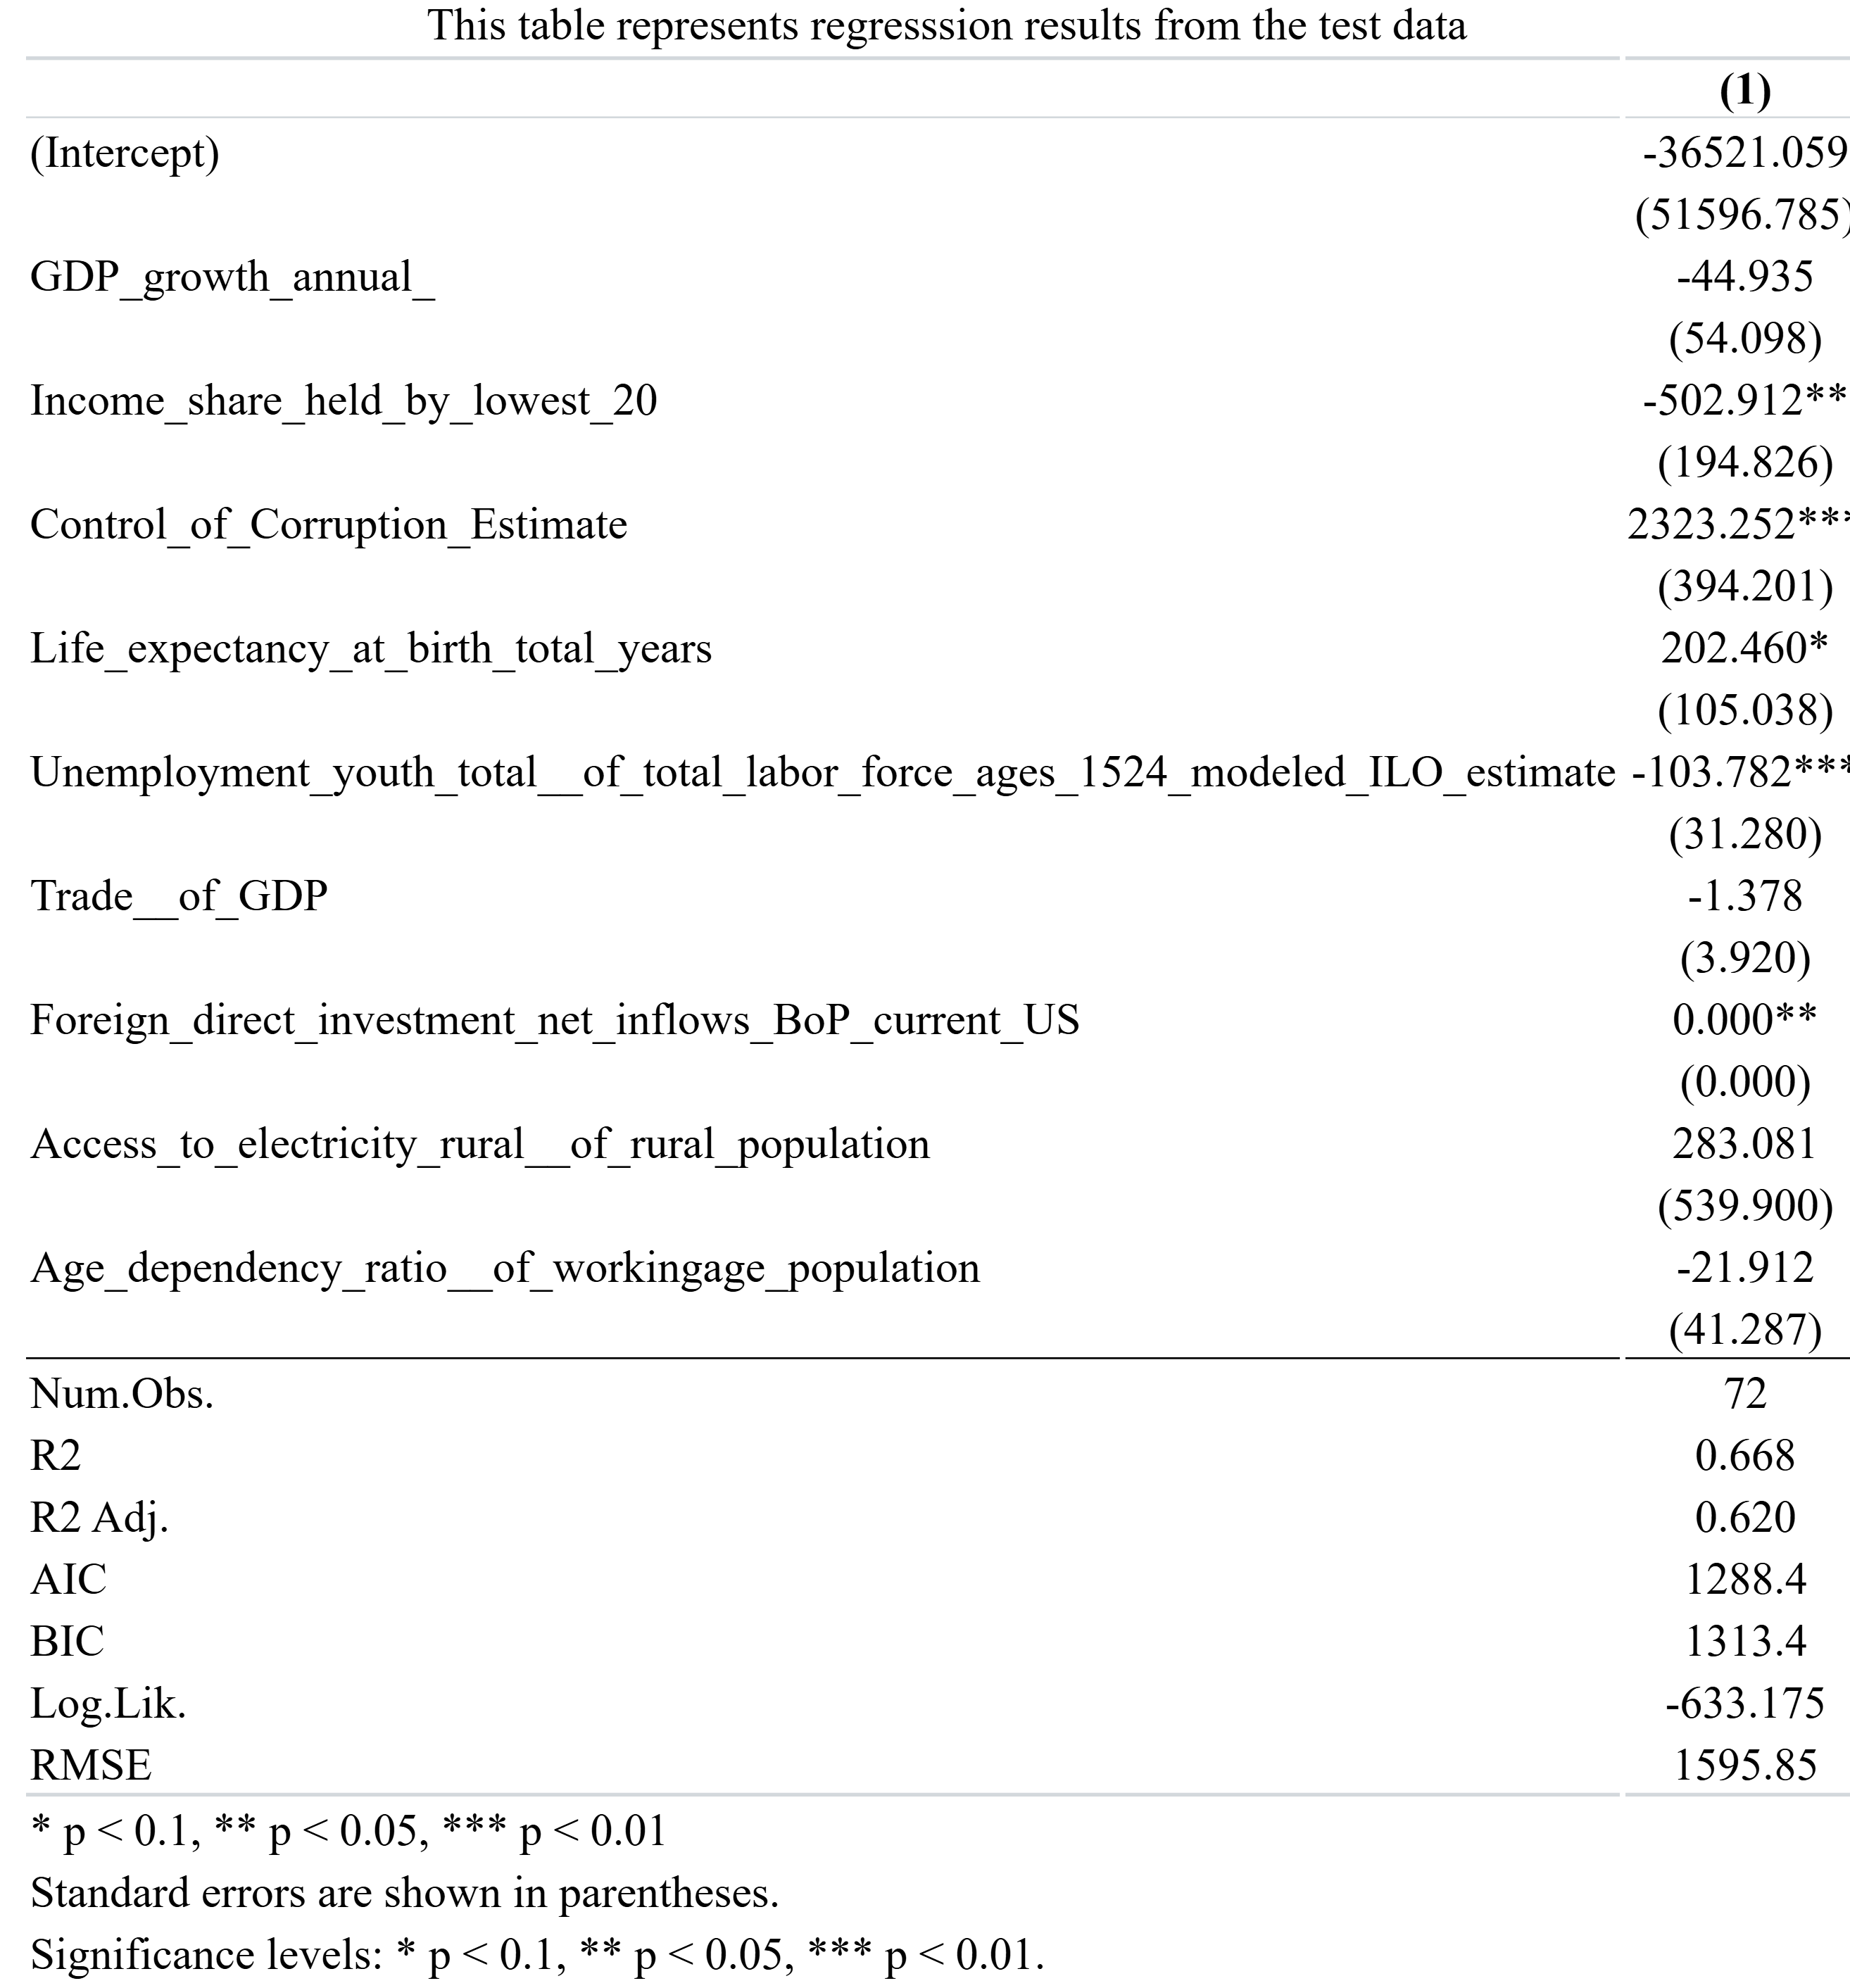 This table represents regresssion results from the test data
(1)
(Intercept) -36521.059
(51596.785)
GDP_growth_annual_ -44.935
(54.098)
Income_share_held_by_lowest_20 -502.912**
(194.826)
Control_of_Corruption_Estimate 2323.252***
(394.201)
Life_expectancy_at_birth_total_years 202.460*
(105.038)
Unemployment_youth_total__of_total_labor_force_ages_1524_modeled_ILO_estimate -103.782***
(31.280)
Trade__of_GDP -1.378
(3.920)
Foreign_direct_investment_net_inflows_BoP_current_US 0.000**
(0.000)
Access_to_electricity_rural__of_rural_population 283.081
(539.900)
Age_dependency_ratio__of_workingage_population -21.912
(41.287)
Num.Obs. 72
R2 0.668
R2 Adj. 0.620
AIC 1288.4
BIC 1313.4
Log.Lik. -633.175
RMSE 1595.85
* p < 0.1, ** p < 0.05, *** p < 0.01
Standard errors are shown in parentheses.
Significance levels: * p < 0.1, ** p < 0.05, *** p < 0.01.